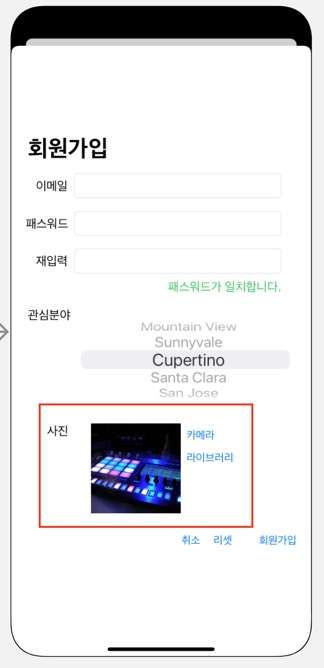 회원가입
이메일
패스워드
재입력
패스워드가 일치합니다.
관심분야
Mountain View
Sunnyvale
Cupertino
Santa Clara
San Jose
사진
카메라
라이브러리
취소 리셋 회원가입